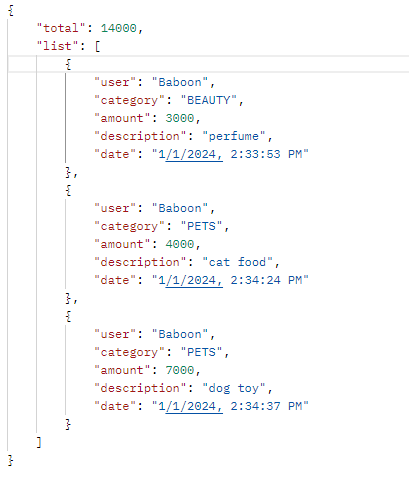 {
    "total": 14000,
    "list": [
        {
            "user": "Baboon",
            "category": "BEAUTY",
            "amount": 3000,
            "description": "perfume",
            "date": "1/1/2024, 2:33:53 PM"
        },
        {
            "user": "Baboon",
            "category": "PETS",
            "amount": 4000,
            "description": "cat food",
            "date": "1/1/2024, 2:34:24 PM"
        },
        {
            "user": "Baboon",
            "category": "PETS",
            "amount": 7000,
            "description": "dog toy",
            "date": "1/1/2024, 2:34:37 PM"
        }
    ]
}